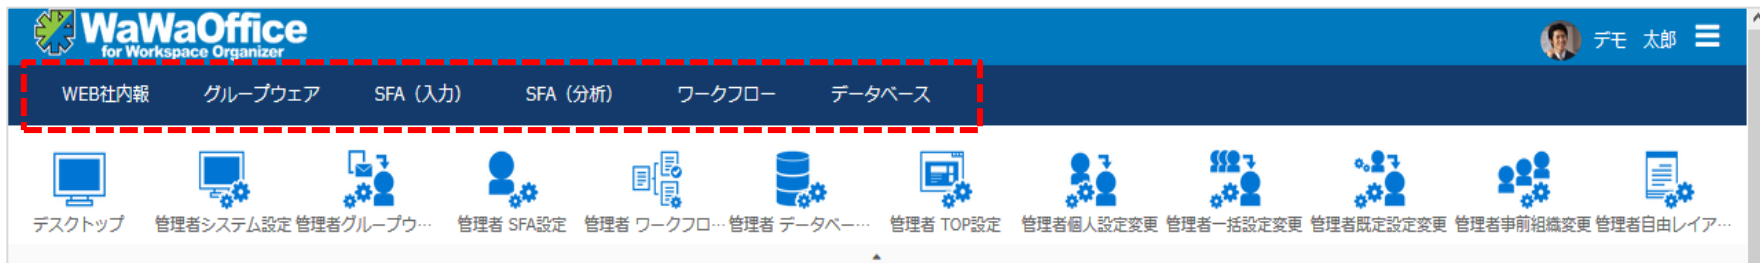 WaWaOffice
for Workspace Organizer
デモ 太郎
WEB社内報 グループウェア SFA（入力） SFA（分析） ワークフロー データベース
デスクトップ 管理者システム設定 管理者グループウ… 管理者 SFA設定 管理者 ワークフロ… 管理者 データベー… 管理者 TOP設定 管理者個人設定変更 管理者一括設定変更 管理者既定設定変更 管理者事前組織変更 管理者自由レイア…